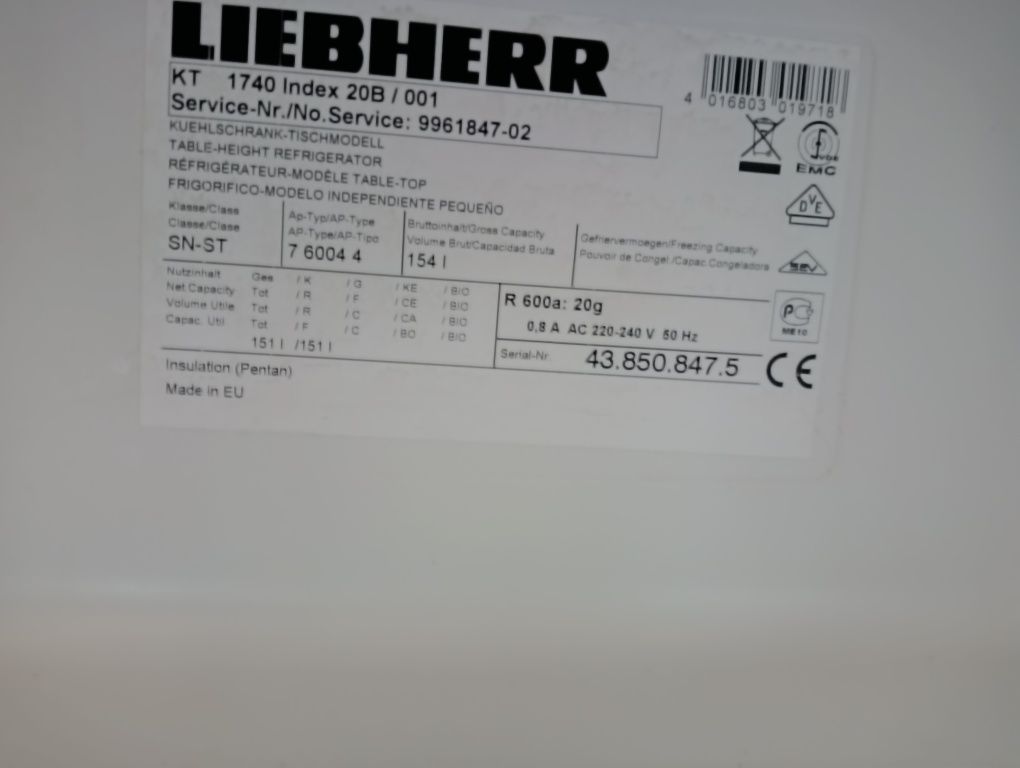 LIEBHERR
KT 1740 Index 20B / 001
Service-Nr./No.Service: 9961847-02
4 016803 019718
KUEHLSCHRANK-TISCHMODELL
TABLE-HEIGHT REFRIGERATOR
RÉFRIGÉRATEUR-MODÈLE TABLE-TOP
FRIGORIFICO-MODELO INDEPENDIENTE PEQUEÑO
VDE
EMC
DVE
SEV
Klasse/Class
Classe/Clase
SN-ST
Ap-Typ/AP-Type
AP-Type/AP-Tipo
7 6004 4
Bruttoinhalt/Gross Capacity
Volume Brut/Capacidad Bruta
154 l
Gefriervermoegen/Freezing Capacity
Pouvoir de Congel./Capac.Congeladora
Nutzinhalt Ges / K / G / KE / BIO
Net Capacity Tot / R / F / CE / BIO
Volume Utile Tot / R / C / CA / BIO
Capac. Util Tot / F / C / BO / BIO
151 l /151 l
R 600a: 20g
0,8 A AC 220-240 V 50 Hz
ME10
Serial-Nr. 43.850.847.5
CE
Insulation (Pentan)
Made in EU